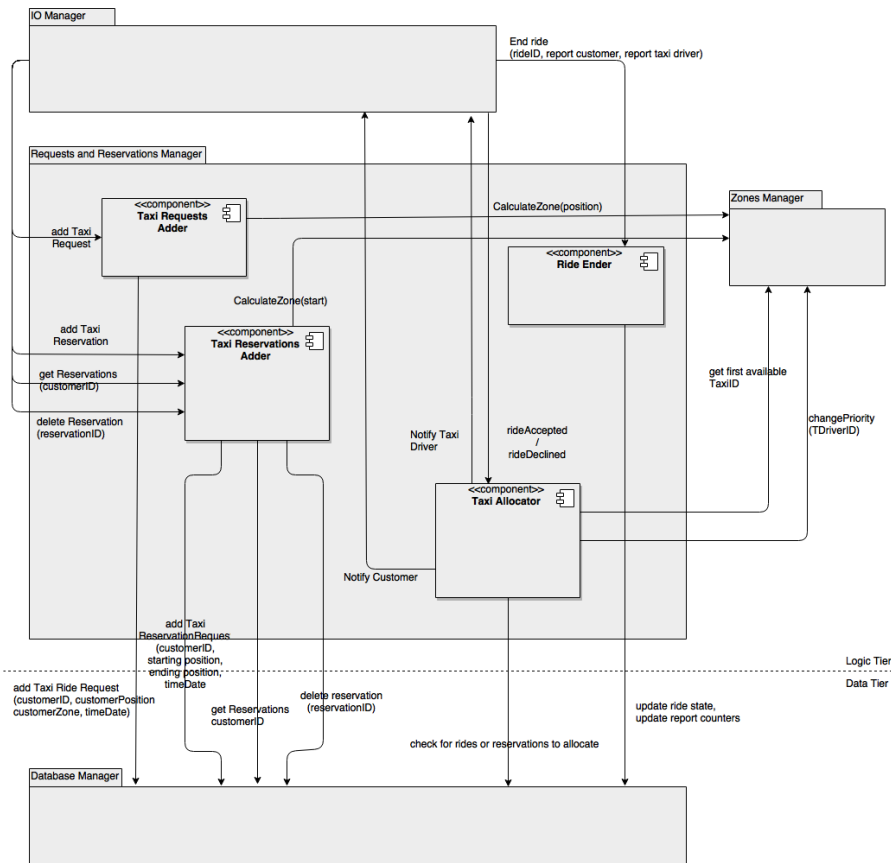 IO Manager
End ride
(rideID, report customer, report taxi driver)
Requests and Reservations Manager
<<component>>
Taxi Requests
Adder
CalculateZone(position)
Zones Manager
add Taxi
Request
<<component>>
Ride Ender
CalculateZone(start)
add Taxi
Reservation
<<component>>
Taxi Reservations
Adder
get Reservations
(customerID)
get first available
TaxiID
delete Reservation
(reservationID)
changePriority
(TDriverID)
Notify Taxi
Driver
rideAccepted
/
rideDeclined
<<component>>
Taxi Allocator
Notify Customer
add Taxi
ReservationReques
(customerID,
starting position,
ending position,
timeDate
Logic Tier
Data Tier
add Taxi Ride Request
(customerID, customerPosition
customerZone, timeDate)
get Reservations
customerID
delete reservation
(reservationID)
update ride state,
update report counters
check for rides or reservations to allocate
Database Manager